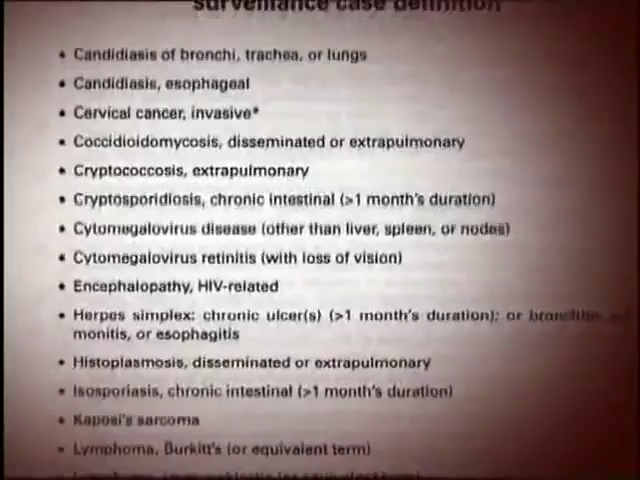 surveillance case definition
• Candidiasis of bronchi, trachea, or lungs
• Candidiasis, esophageal
• Cervical cancer, invasive*
• Coccidioidomycosis, disseminated or extrapulmonary
• Cryptococcosis, extrapulmonary
• Cryptosporidiosis, chronic intestinal (>1 month's duration)
• Cytomegalovirus disease (other than liver, spleen, or nodes)
• Cytomegalovirus retinitis (with loss of vision)
• Encephalopathy, HIV-related
• Herpes simplex: chronic ulcer(s) (>1 month's duration); or
monitis, or esophagitis
• Histoplasmosis, disseminated or extrapulmonary
• Isosporiasis, chronic intestinal (>1 month's duration)
• Kaposi's sarcoma
• Lymphoma, Burkitt's (or equivalent term)